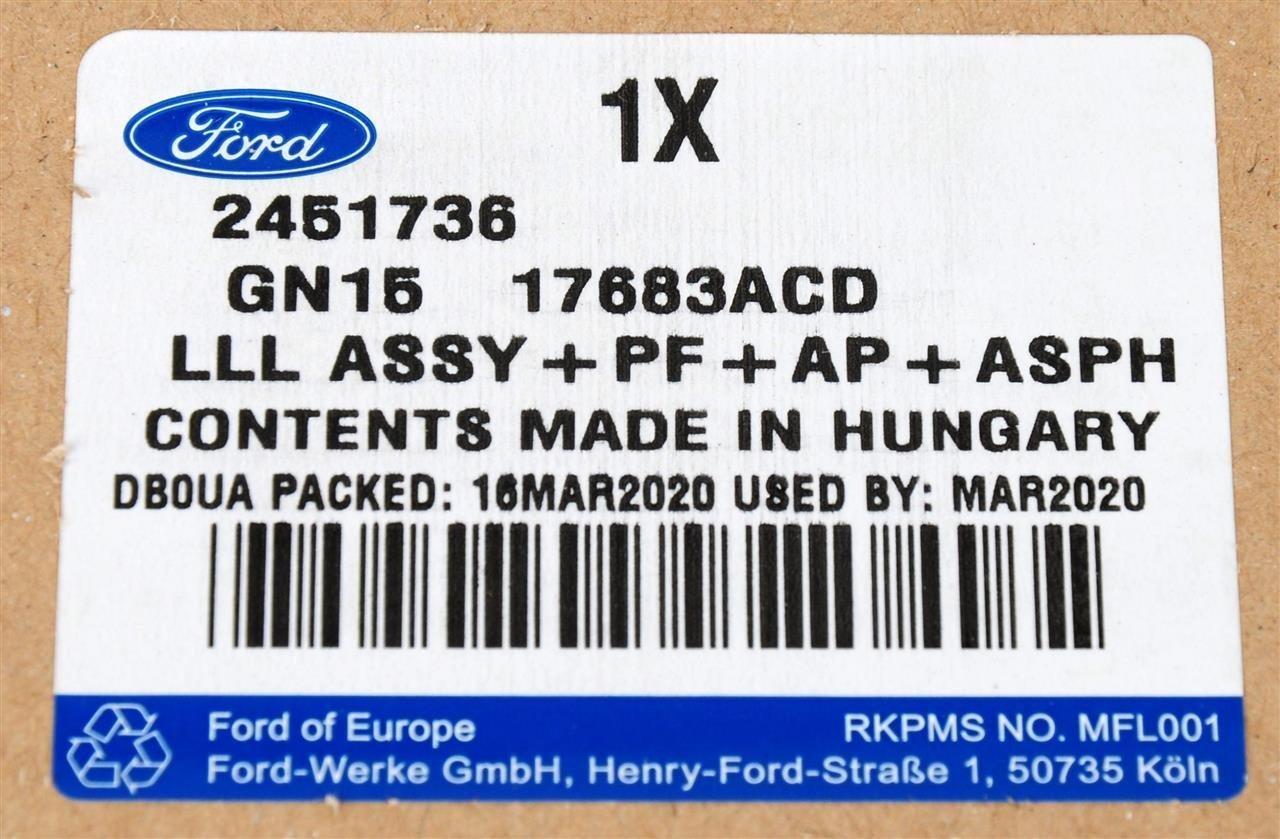 Ford
1X
2451736
GN15 17683ACD
LLL ASSY+PF+AP+ASPH
CONTENTS MADE IN HUNGARY
DB0UA PACKED: 16MAR2020 USED BY: MAR2020
Ford of Europe RKPMS NO. MFL001
Ford-Werke GmbH, Henry-Ford-Straße 1, 50735 Köln